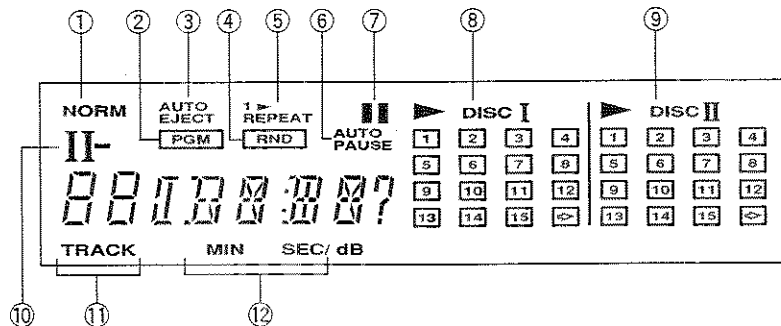 ① ② ③ ④ ⑤ ⑥ ⑦ ⑧ ⑨
NORM AUTO EJECT 1 REPEAT DISC I DISC II
PGM RND AUTO PAUSE
⑩ II-
1 2 3 4 1 2 3 4
5 6 7 8 5 6 7 8
9 10 11 12 9 10 11 12
13 14 15 13 14 15
TRACK MIN SEC/ dB
⑪ ⑫